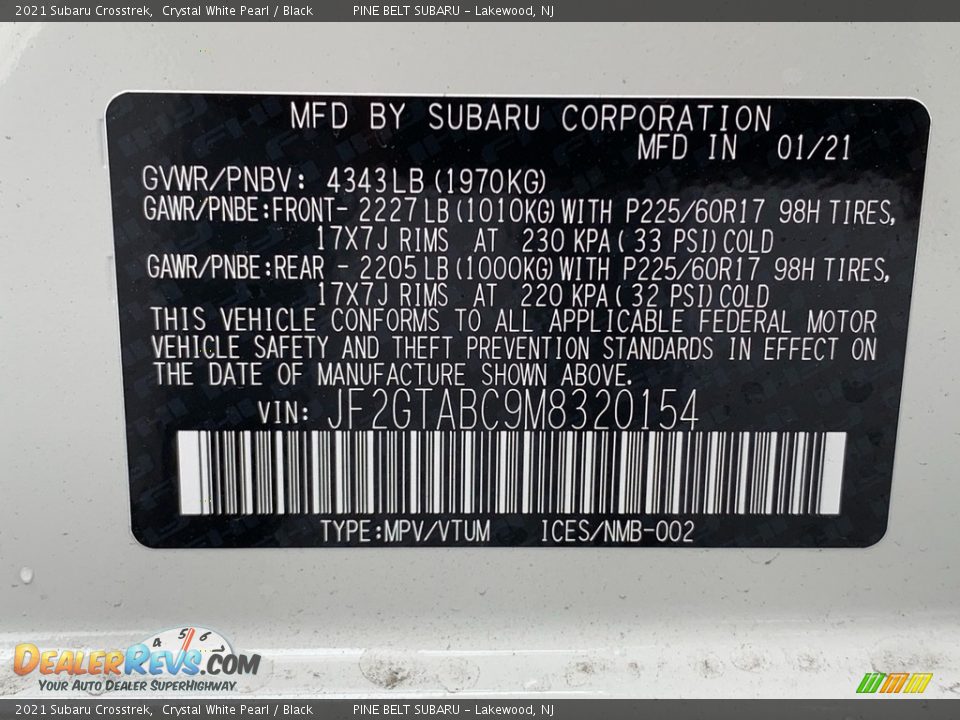 2021 Subaru Crosstrek, Crystal White Pearl / Black PINE BELT SUBARU - Lakewood, NJ
MFD BY SUBARU CORPORATION
MFD IN 01/21
GVWR/PNBV: 4343LB(1970KG)
GAWR/PNBE:FRONT- 2227LB(1010KG)WITH P225/60R17 98H TIRES,
17X7J RIMS AT 230 KPA(33 PSI)COLD
GAWR/PNBE:REAR - 2205LB(1000KG)WITH P225/60R17 98H TIRES,
17X7J RIMS AT 220 KPA(32 PSI)COLD
THIS VEHICLE CONFORMS TO ALL APPLICABLE FEDERAL MOTOR
VEHICLE SAFETY AND THEFT PREVENTION STANDARDS IN EFFECT ON
THE DATE OF MANUFACTURE SHOWN ABOVE.
VIN: JF2GTABC9M8320154
TYPE:MPV/VTUM ICES/NMB-002
4 5 6
DEALERREVS.COM
YOUR AUTO DEALER SUPERHIGHWAY
2021 Subaru Crosstrek, Crystal White Pearl / Black PINE BELT SUBARU - Lakewood, NJ